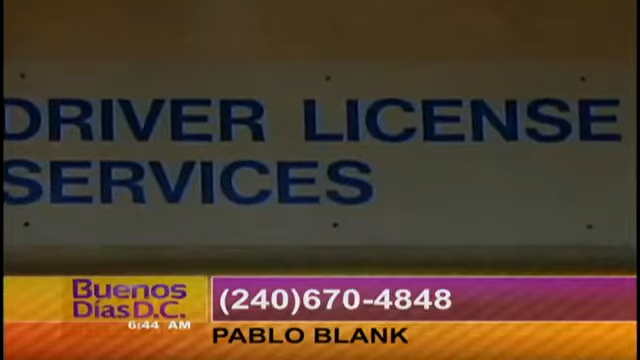 DRIVER LICENSE
SERVICES
Buenos
Días D.C.
6:44 AM
(240)670-4848
PABLO BLANK